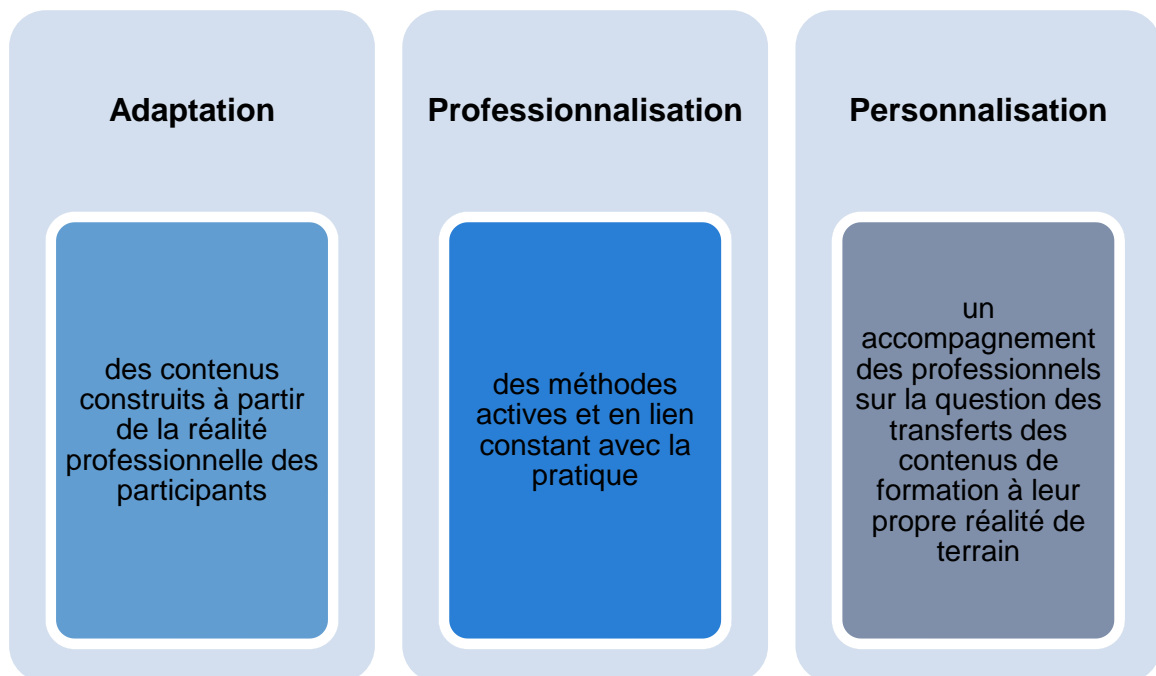 Adaptation
des contenus
construits à partir
de la réalité
professionnelle des
participants
Professionnalisation
des méthodes
actives et en lien
constant avec la
pratique
Personnalisation
un
accompagnement
des professionnels
sur la question des
transferts des
contenus de
formation à leur
propre réalité de
terrain